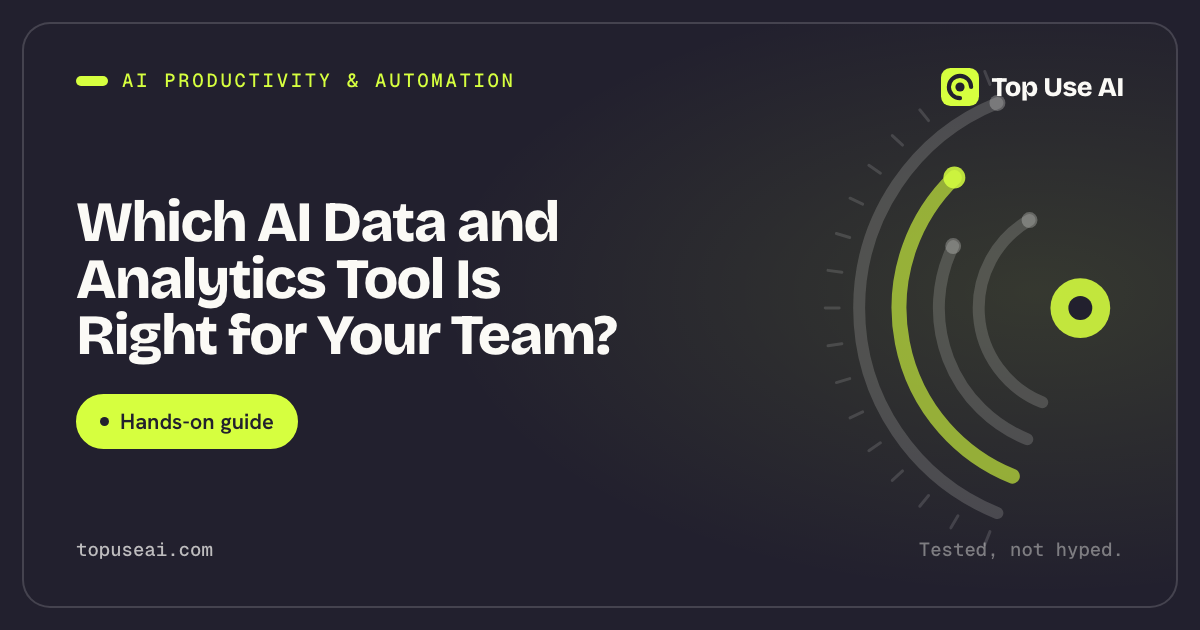 AI PRODUCTIVITY & AUTOMATION
Top Use AI
Which AI Data and
Analytics Tool Is
Right for Your Team?
Hands-on guide
topuseai.com
Tested, not hyped.